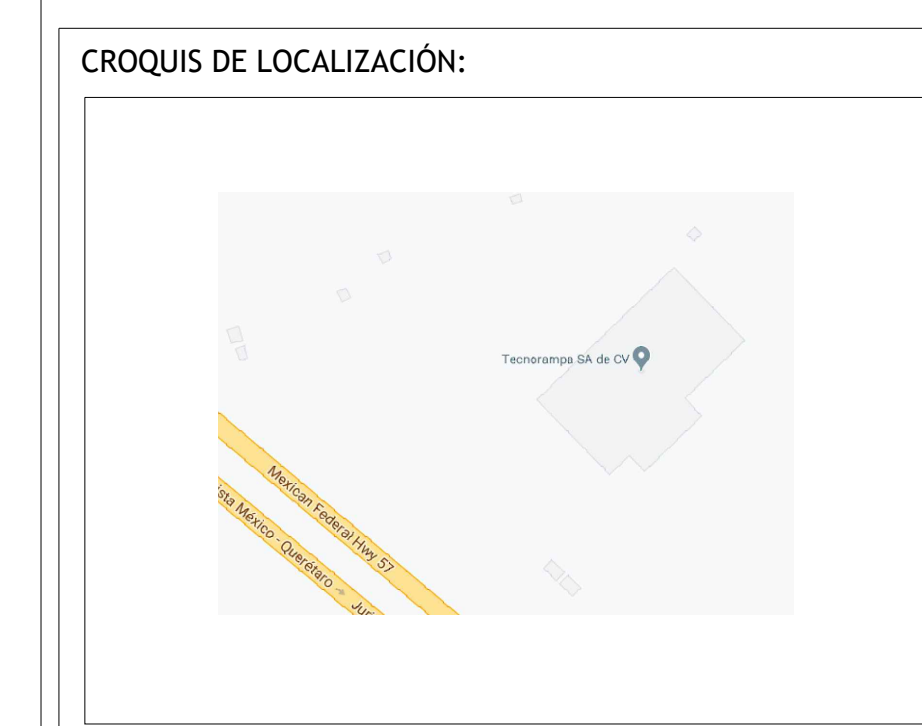 CROQUIS DE LOCALIZACIÓN:
Tecnorampa SA de CV
Mexican Federal Hwy 57
ista México - Querétaro